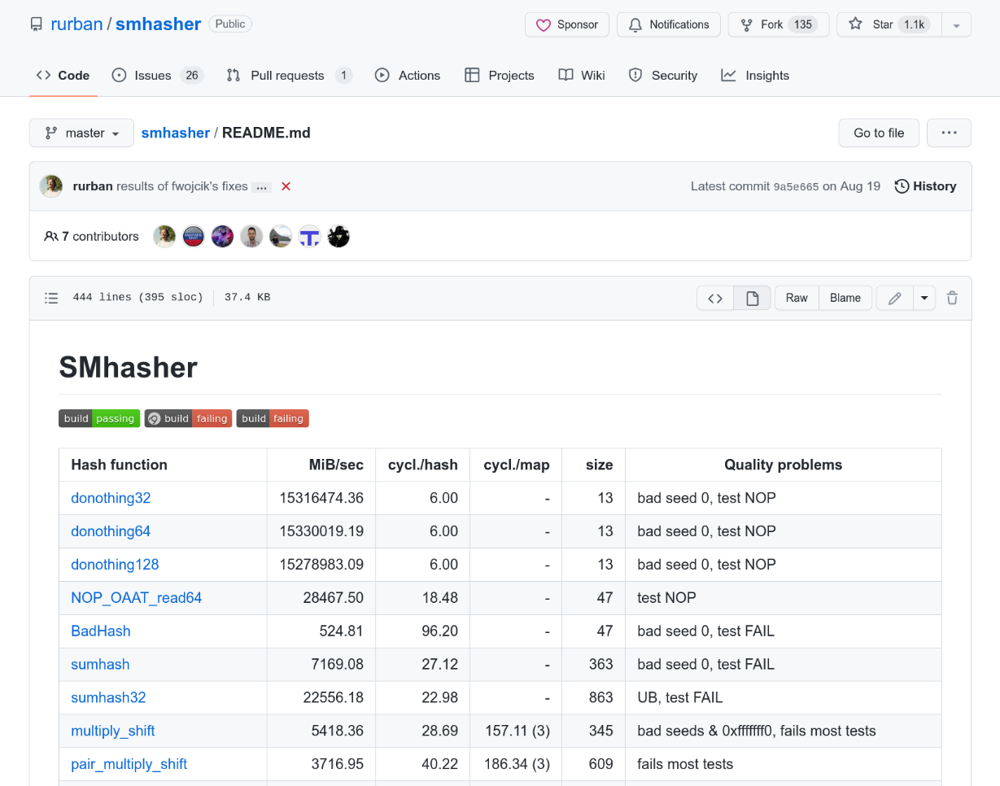 rurban / smhasher Public Sponsor Notifications Fork 135 Star 1.1k
Code Issues 26 Pull requests 1 Actions Projects Wiki Security Insights
master smhasher / README.md Go to file ...
rurban results of fwojcik's fixes ... Latest commit 9a5e665 on Aug 19 History
7 contributors
444 lines (395 sloc) 37.4 KB Raw Blame
SMhasher
build passing build failing build failing
Hash function MiB/sec cycl./hash cycl./map size Quality problems
donothing32 15316474.36 6.00 - 13 bad seed 0, test NOP
donothing64 15330019.19 6.00 - 13 bad seed 0, test NOP
donothing128 15278983.09 6.00 - 13 bad seed 0, test NOP
NOP_OAAT_read64 28467.50 18.48 - 47 test NOP
BadHash 524.81 96.20 - 47 bad seed 0, test FAIL
sumhash 7169.08 27.12 - 363 bad seed 0, test FAIL
sumhash32 22556.18 22.98 - 863 UB, test FAIL
multiply_shift 5418.36 28.69 157.11 (3) 345 bad seeds & 0xfffffff0, fails most tests
pair_multiply_shift 3716.95 40.22 186.34 (3) 609 fails most tests